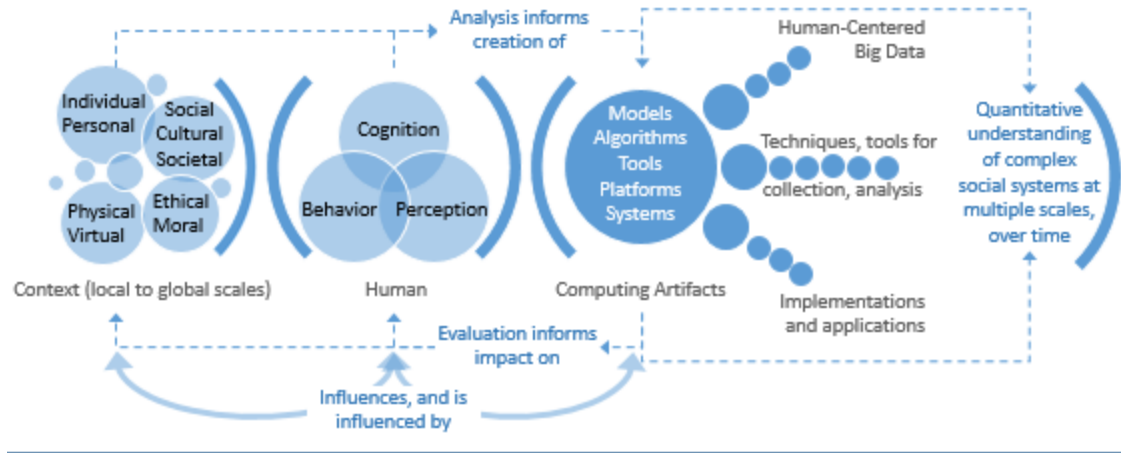 Analysis informs
creation of
Human-Centered
Big Data
Individual
Personal
Social
Cultural
Societal
Physical
Virtual
Ethical
Moral
Cognition
Behavior
Perception
Models
Algorithms
Tools
Platforms
Systems
Techniques, tools for
collection, analysis
Quantitative
understanding
of complex
social systems at
multiple scales,
over time
Context (local to global scales)
Human
Computing Artifacts
Implementations
and applications
Evaluation informs
impact on
Influences, and is
influenced by